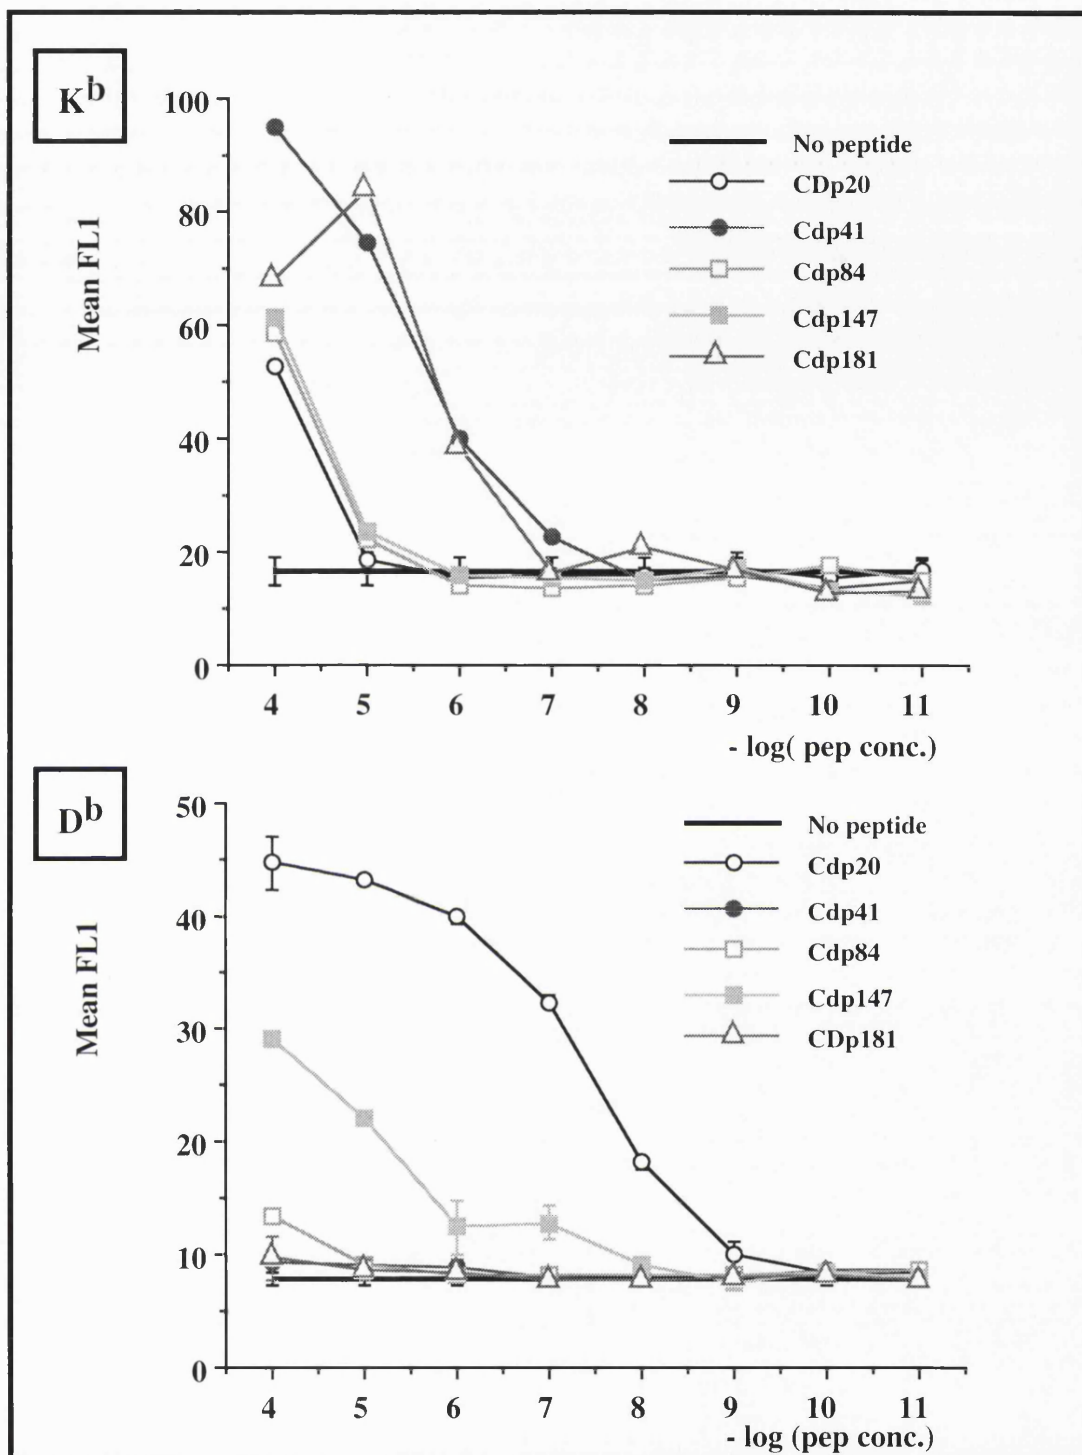 K^b
100
80
60
40
20
0
Mean FL1
No peptide
CDp20
Cdp41
Cdp84
Cdp147
Cdp181
4 5 6 7 8 9 10 11
- log( pep conc.)
D^b
50
40
30
20
10
0
Mean FL1
No peptide
Cdp20
Cdp41
Cdp84
Cdp147
CDp181
4 5 6 7 8 9 10 11
- log (pep conc.)